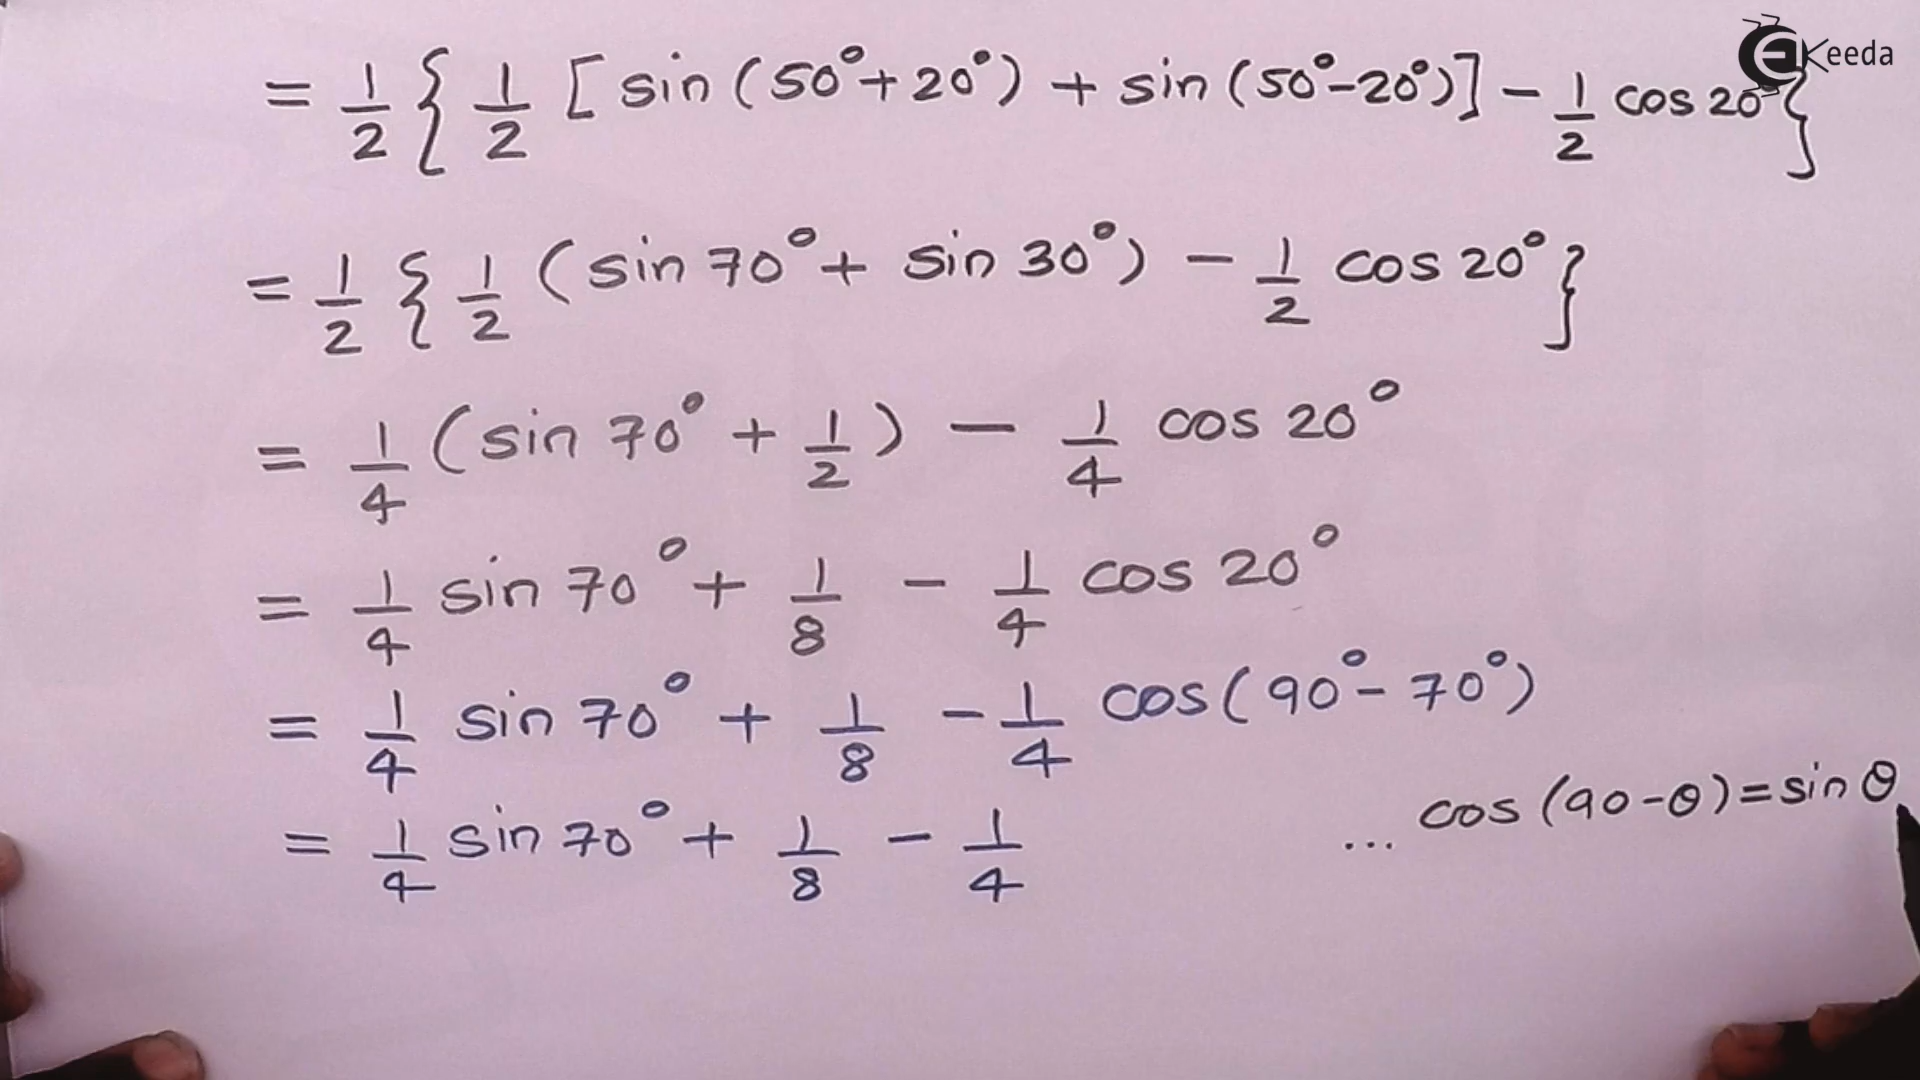 eKeeda
= 1/2 { 1/2 [ sin (50° + 20°) + sin (50° - 20°) ] - 1/2 cos 20° }
= 1/2 { 1/2 ( sin 70° + sin 30° ) - 1/2 cos 20° }
= 1/4 ( sin 70° + 1/2 ) - 1/4 cos 20°
= 1/4 sin 70° + 1/8 - 1/4 cos 20°
= 1/4 sin 70° + 1/8 - 1/4 cos (90° - 70°)
... cos (90 - θ) = sin θ
= 1/4 sin 70° + 1/8 - 1/4